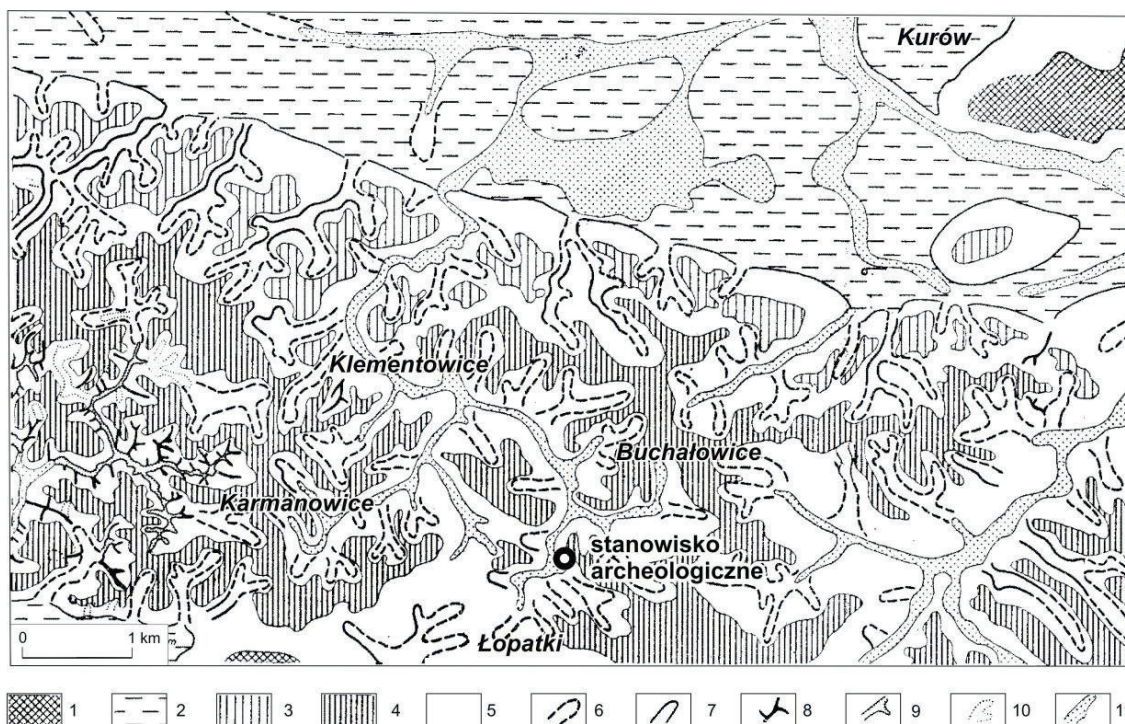 Kurów
Klementowice
Buchałowice
Karmanowice
stanowisko
archeologiczne
0 1 km
Łopatki
1 2 3 4 5 6 7 8 9 10 11